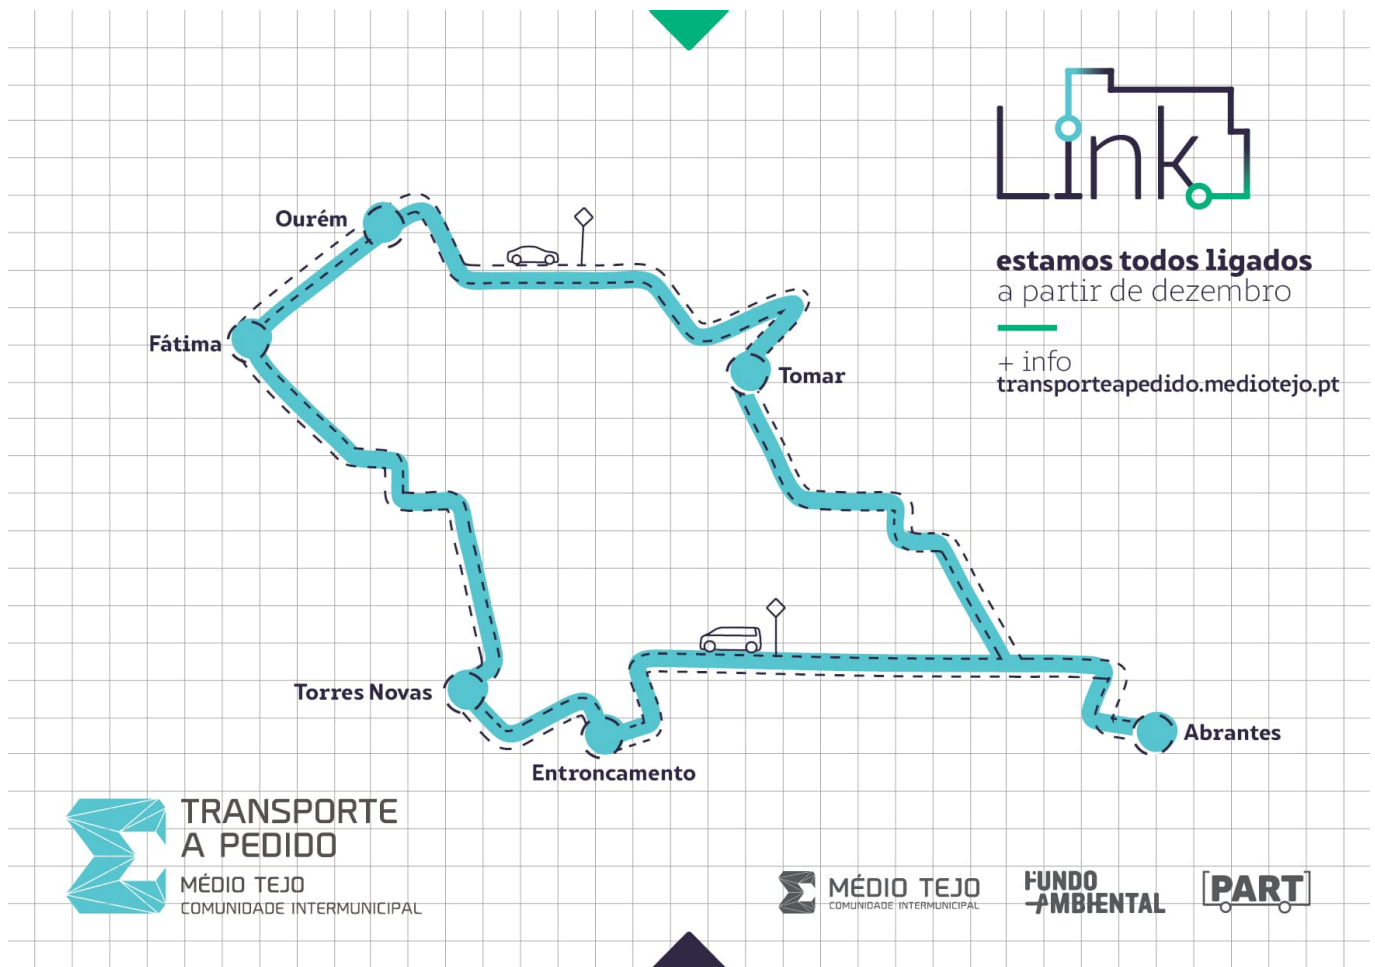 Link
estamos todos ligados
a partir de dezembro
+ info
transporteapedido.mediotejo.pt
Ourém
Fátima
Tomar
Torres Novas
Entroncamento
Abrantes
TRANSPORTE
A PEDIDO
MÉDIO TEJO
COMUNIDADE INTERMUNICIPAL
MÉDIO TEJO
COMUNIDADE INTERMUNICIPAL
FUNDO
AMBIENTAL
PART